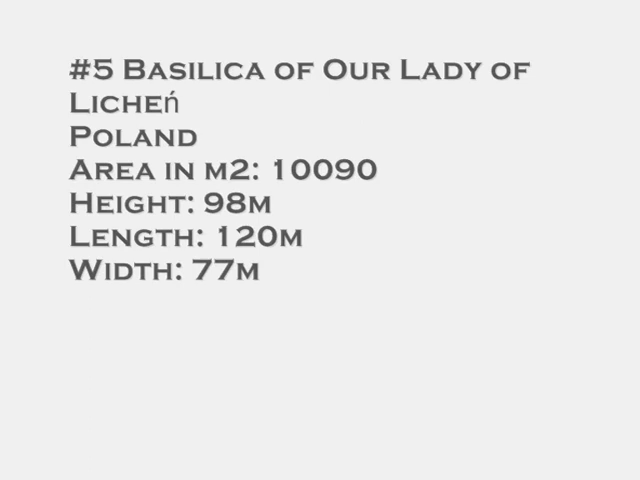 #5 Basilica of Our Lady of
Licheń
Poland
Area in m2: 10090
Height: 98m
Length: 120m
Width: 77m